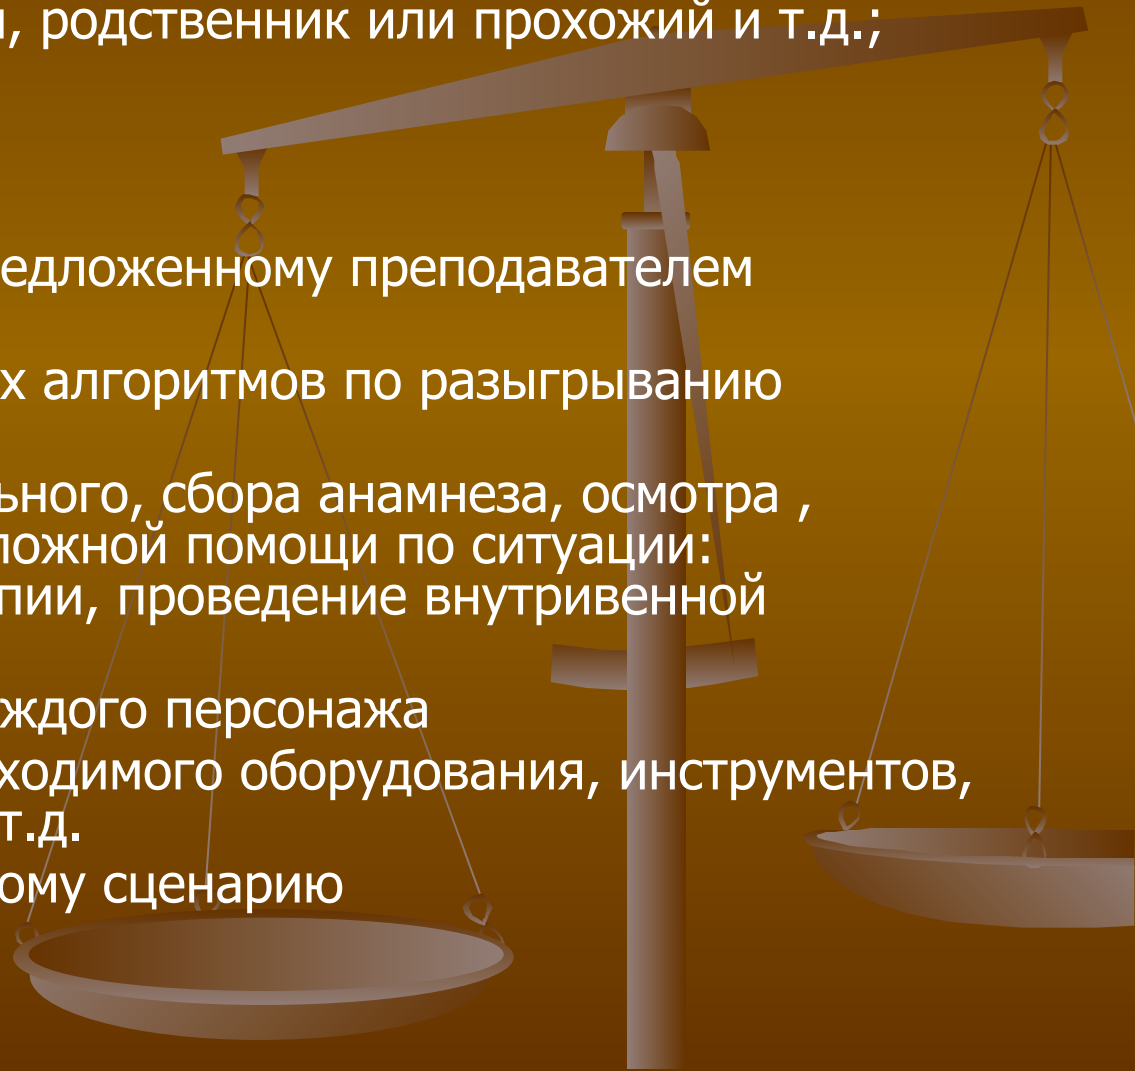 , родственник или прохожий и т.д.;
едложенному преподавателем
х алгоритмов по разыгрыванию
ьного, сбора анамнеза, осмотра ,
ложной помощи по ситуации:
пии, проведение внутривенной
ждого персонажа
ходимого оборудования, инструментов,
т.д.
ому сценарию